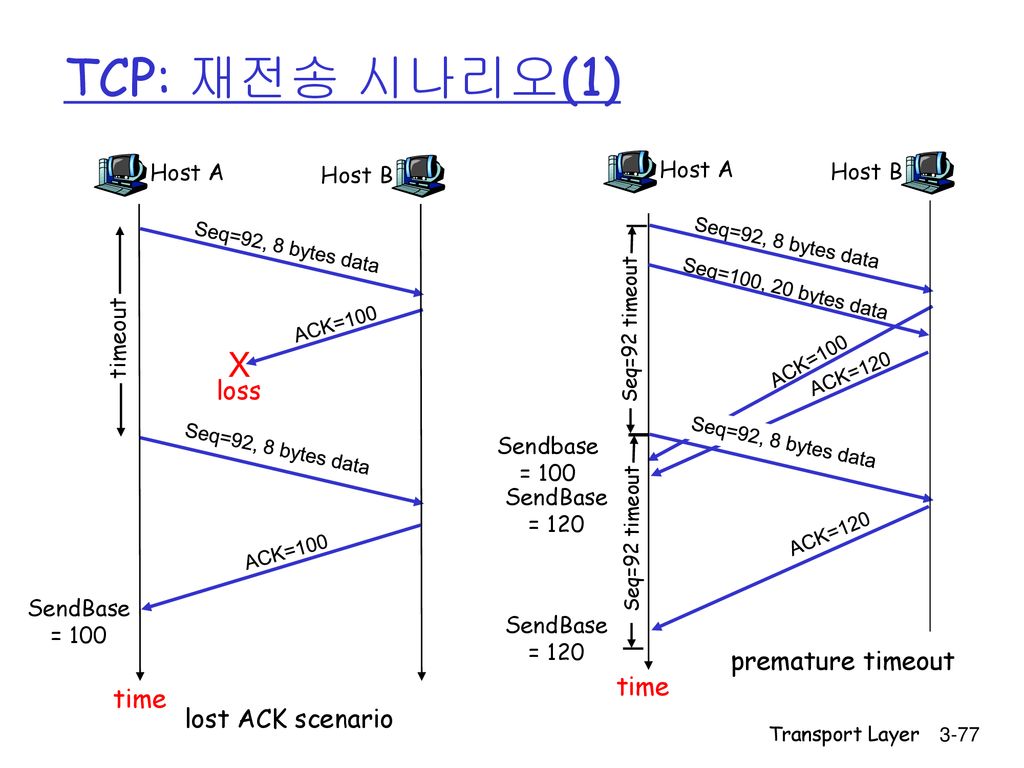 TCP: 재전송 시나리오(1)
Host A
Host B
Seq=92, 8 bytes data
timeout
ACK=100
X
loss
Seq=92, 8 bytes data
ACK=100
SendBase
= 100
time
lost ACK scenario
Host A
Host B
Seq=92, 8 bytes data
Seq=100, 20 bytes data
Seq=92 timeout
ACK=100
ACK=120
Seq=92, 8 bytes data
Sendbase
= 100
SendBase
= 120
Seq=92 timeout
ACK=120
SendBase
= 120
time
premature timeout
Transport Layer 3-77